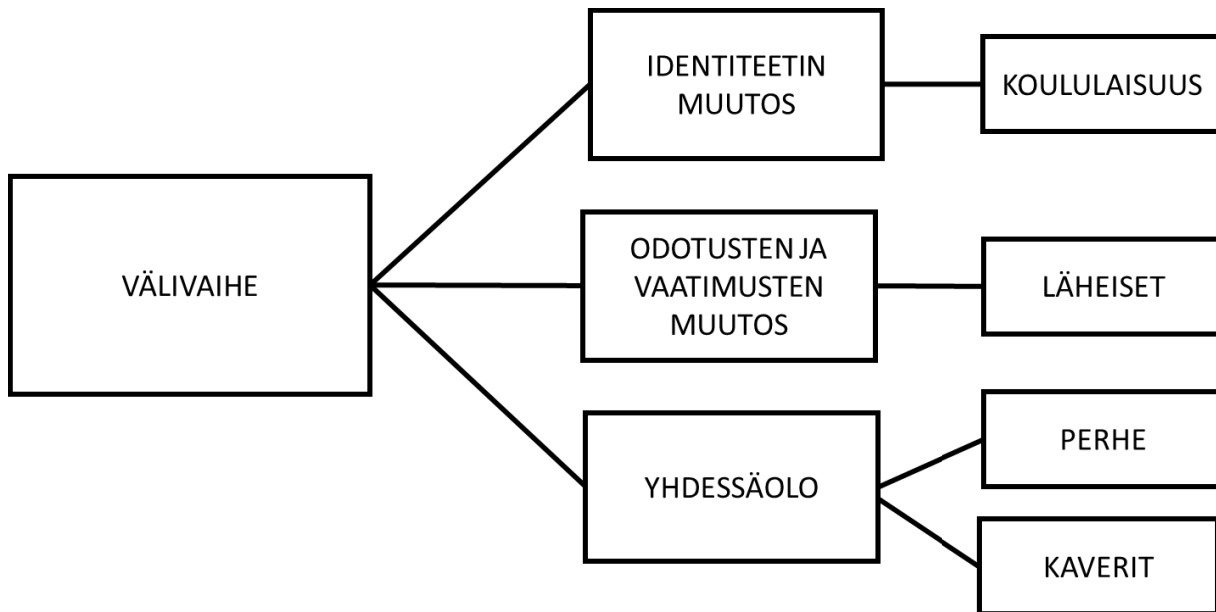 VÄLIVAIHE
IDENTITEETIN
MUUTOS
KOULULAISUUS
ODOTUSTEN JA
VAATIMUSTEN
MUUTOS
LÄHEISET
YHDESSÄOLO
PERHE
KAVERIT